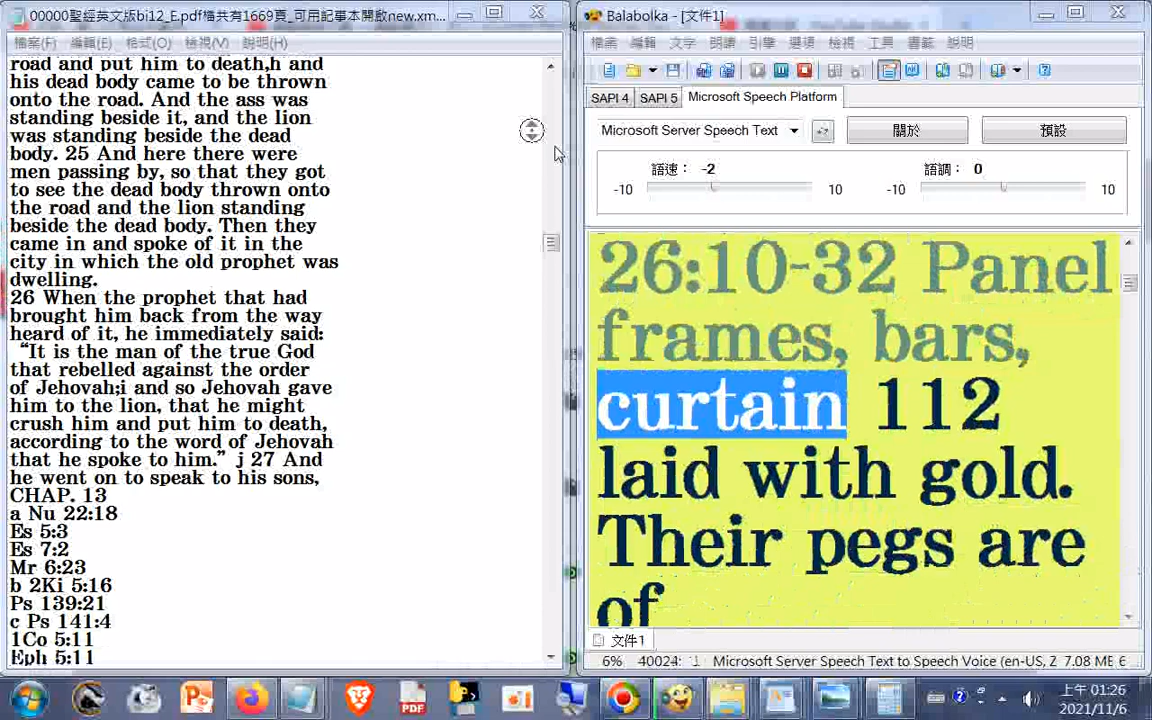 00000聖經英文版bi12_E.pdf檔共有1669頁_可用記事本開啟new.xm...
檔案(F) 編輯(E) 格式(O) 檢視(V) 說明(H)
road and put him to death,h and
his dead body came to be thrown
onto the road. And the ass was
standing beside it, and the lion
was standing beside the dead
body. 25 And here there were
men passing by, so that they got
to see the dead body thrown onto
the road and the lion standing
beside the dead body. Then they
came in and spoke of it in the
city in which the old prophet was
dwelling.
26 When the prophet that had
brought him back from the way
heard of it, he immediately said:
“It is the man of the true God
that rebelled against the order
of Jehovah;i and so Jehovah gave
him to the lion, that he might
crush him and put him to death,
according to the word of Jehovah
that he spoke to him.” j 27 And
he went on to speak to his sons,
CHAP. 13
a Nu 22:18
Es 5:3
Es 7:2
Mr 6:23
b 2Ki 5:16
Ps 139:21
c Ps 141:4
1Co 5:11
Eph 5:11
Balabolka - [文件1]
檔案 編輯 文字 朗讀 引擎 選項 檢視 工具 書籤 說明
SAPI 4 SAPI 5 Microsoft Speech Platform
Microsoft Server Speech Text 關於 預設
語速： -2 語調： 0
-10 10 -10 10
26:10-32 Panel
frames, bars,
curtain 112
laid with gold.
Their pegs are
of
文件1
6% 40024: 1 Microsoft Server Speech Text to Speech Voice (en-US, Z 7.08 MB 6
PDF
上午 01:26
2021/11/6